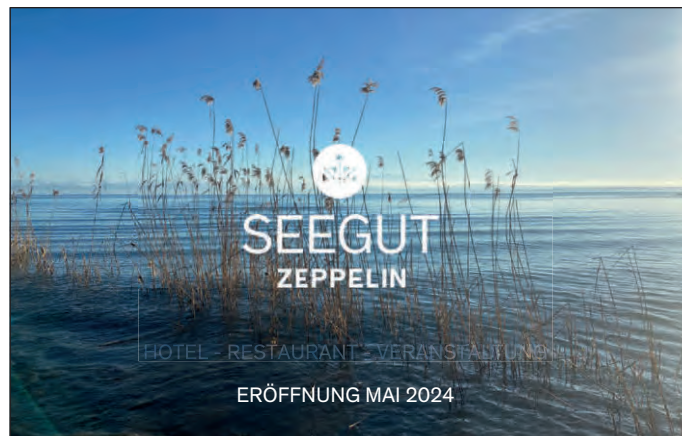 SEEGUT
ZEPPELIN
HOTEL - RESTAURANT - VERANSTALTUNG
ERÖFFNUNG MAI 2024